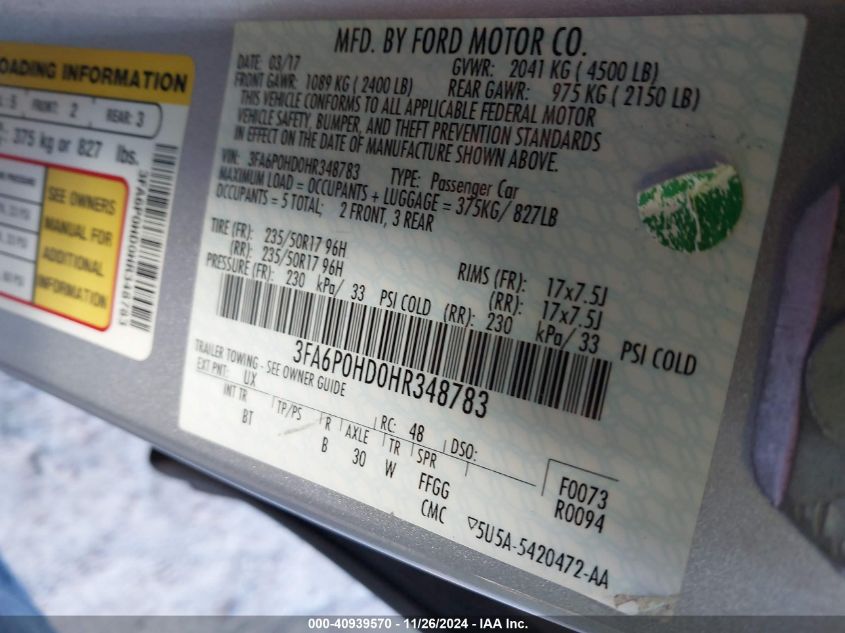 OADING INFORMATION
: 5 FRONT: 2 REAR: 3
375 kg or 827 lbs.
SEE OWNERS
MANUAL FOR
ADDITIONAL
INFORMATION
3FA6P0HD0HR348783
MFD. BY FORD MOTOR CO.
DATE: 03/17 GVWR: 2041 KG (4500 LB)
FRONT GAWR: 1089 KG (2400 LB) REAR GAWR: 975 KG (2150 LB)
THIS VEHICLE CONFORMS TO ALL APPLICABLE FEDERAL MOTOR
VEHICLE SAFETY, BUMPER, AND THEFT PREVENTION STANDARDS
IN EFFECT ON THE DATE OF MANUFACTURE SHOWN ABOVE.
VIN: 3FA6P0HD0HR348783 TYPE: Passenger Car
MAXIMUM LOAD = OCCUPANTS + LUGGAGE = 375KG/ 827LB
OCCUPANTS = 5 TOTAL; 2 FRONT, 3 REAR
TIRE (FR): 235/50R17 96H RIMS (FR): 17x7.5J
(RR): 235/50R17 96H (RR): 17x7.5J
PRESSURE (FR): 230 kPa/ 33 PSI COLD (RR): 230 kPa/ 33 PSI COLD
3FA6P0HD0HR348783
TRAILER TOWING - SEE OWNER GUIDE
EXT PNT: UX RC: 48 DSO:
INT TR TP/PS R AXLE TR SPR
BT B 30 W FFGG
CMC
F0073
R0094
▽5U5A-5420472-AA
000-40939570 - 11/26/2024 - IAA Inc.